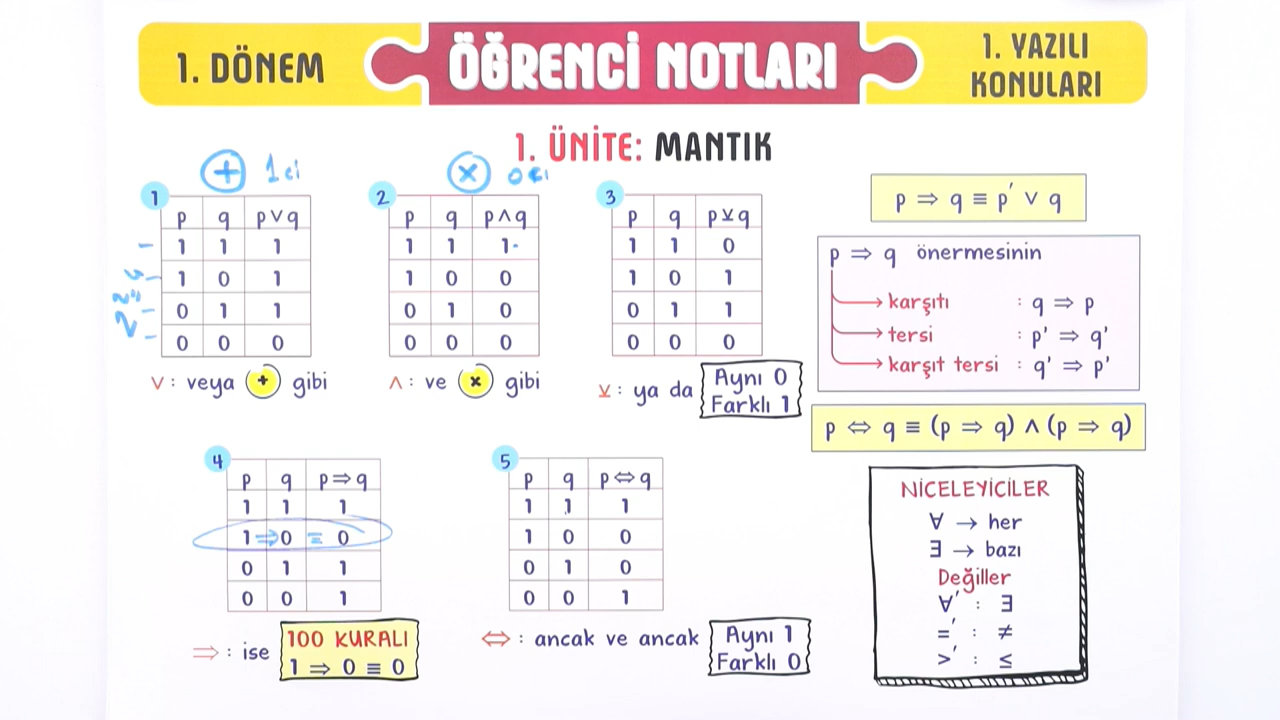 1. DÖNEM
ÖĞRENCİ NOTLARI
1. YAZILI
KONULARI
1. ÜNİTE: MANTIK
+ 1 ci
x 0 cı
1
p q p∨q
1 1 1
1 0 1
0 1 1
0 0 0
∨ : veya + gibi
2
p q p∧q
1 1 1
1 0 0
0 1 0
0 0 0
∧ : ve x gibi
3
p q p⊻q
1 1 0
1 0 1
0 1 1
0 0 0
⊻ : ya da
Aynı 0
Farklı 1
p ⇒ q ≡ p' ∨ q
p ⇒ q önermesinin
karşıtı : q ⇒ p
tersi : p' ⇒ q'
karşıt tersi : q' ⇒ p'
p ⇔ q ≡ (p ⇒ q) ∧ (p ⇒ q)
4
p q p⇒q
1 1 1
1 ⇒ 0 ≡ 0
0 1 1
0 0 1
⇒ : ise
100 KURALI
1 ⇒ 0 ≡ 0
5
p q p⇔q
1 1 1
1 0 0
0 1 0
0 0 1
⇔ : ancak ve ancak
Aynı 1
Farklı 0
NİCELEYİCİLER
∀ → her
∃ → bazı
Değiller
∀' : ∃
=' : ≠
>' : ≤